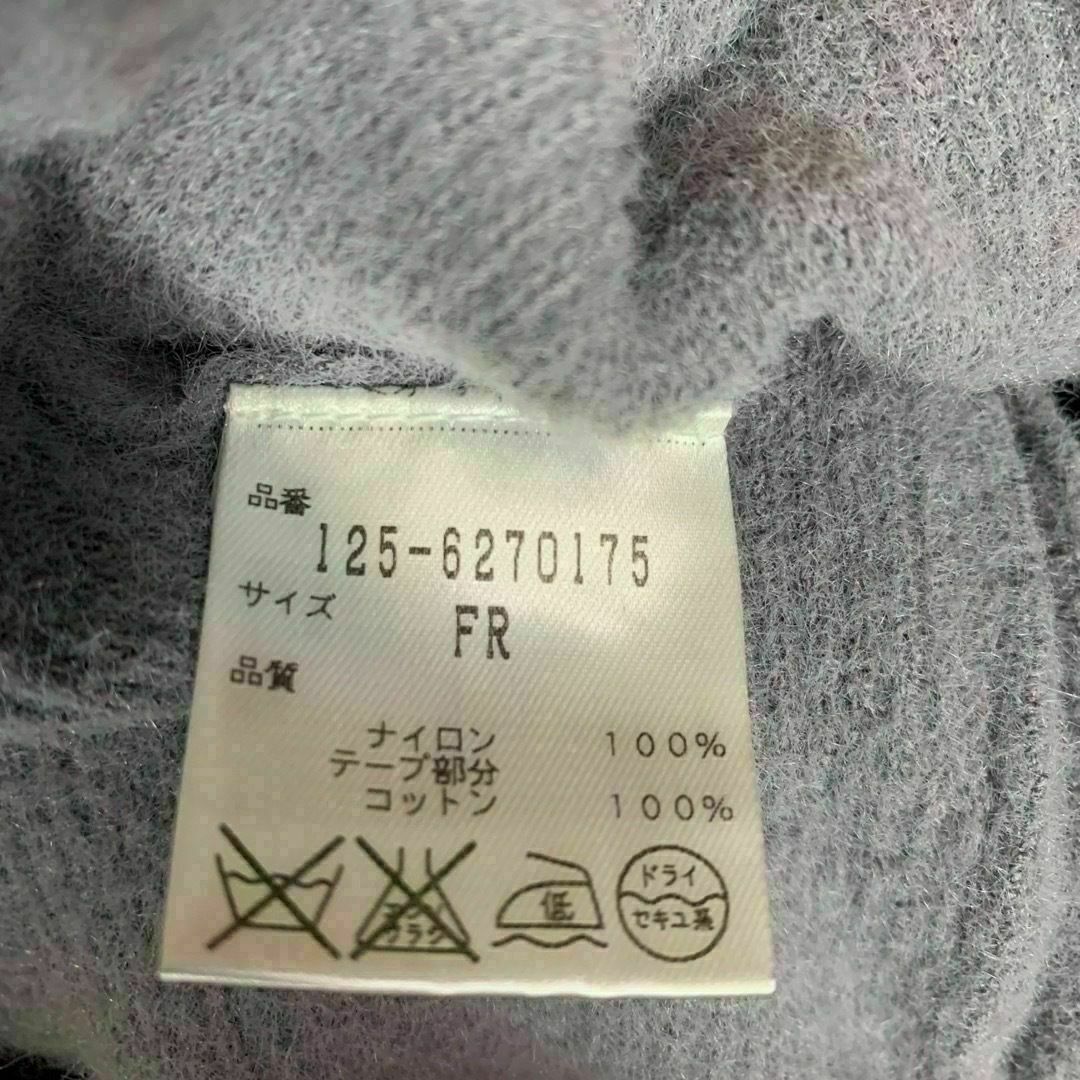 品番
125-6270175
サイズ
FR
品質
ナイロン 100%
テープ部分
コットン 100%
低
ドライ
セキユ系